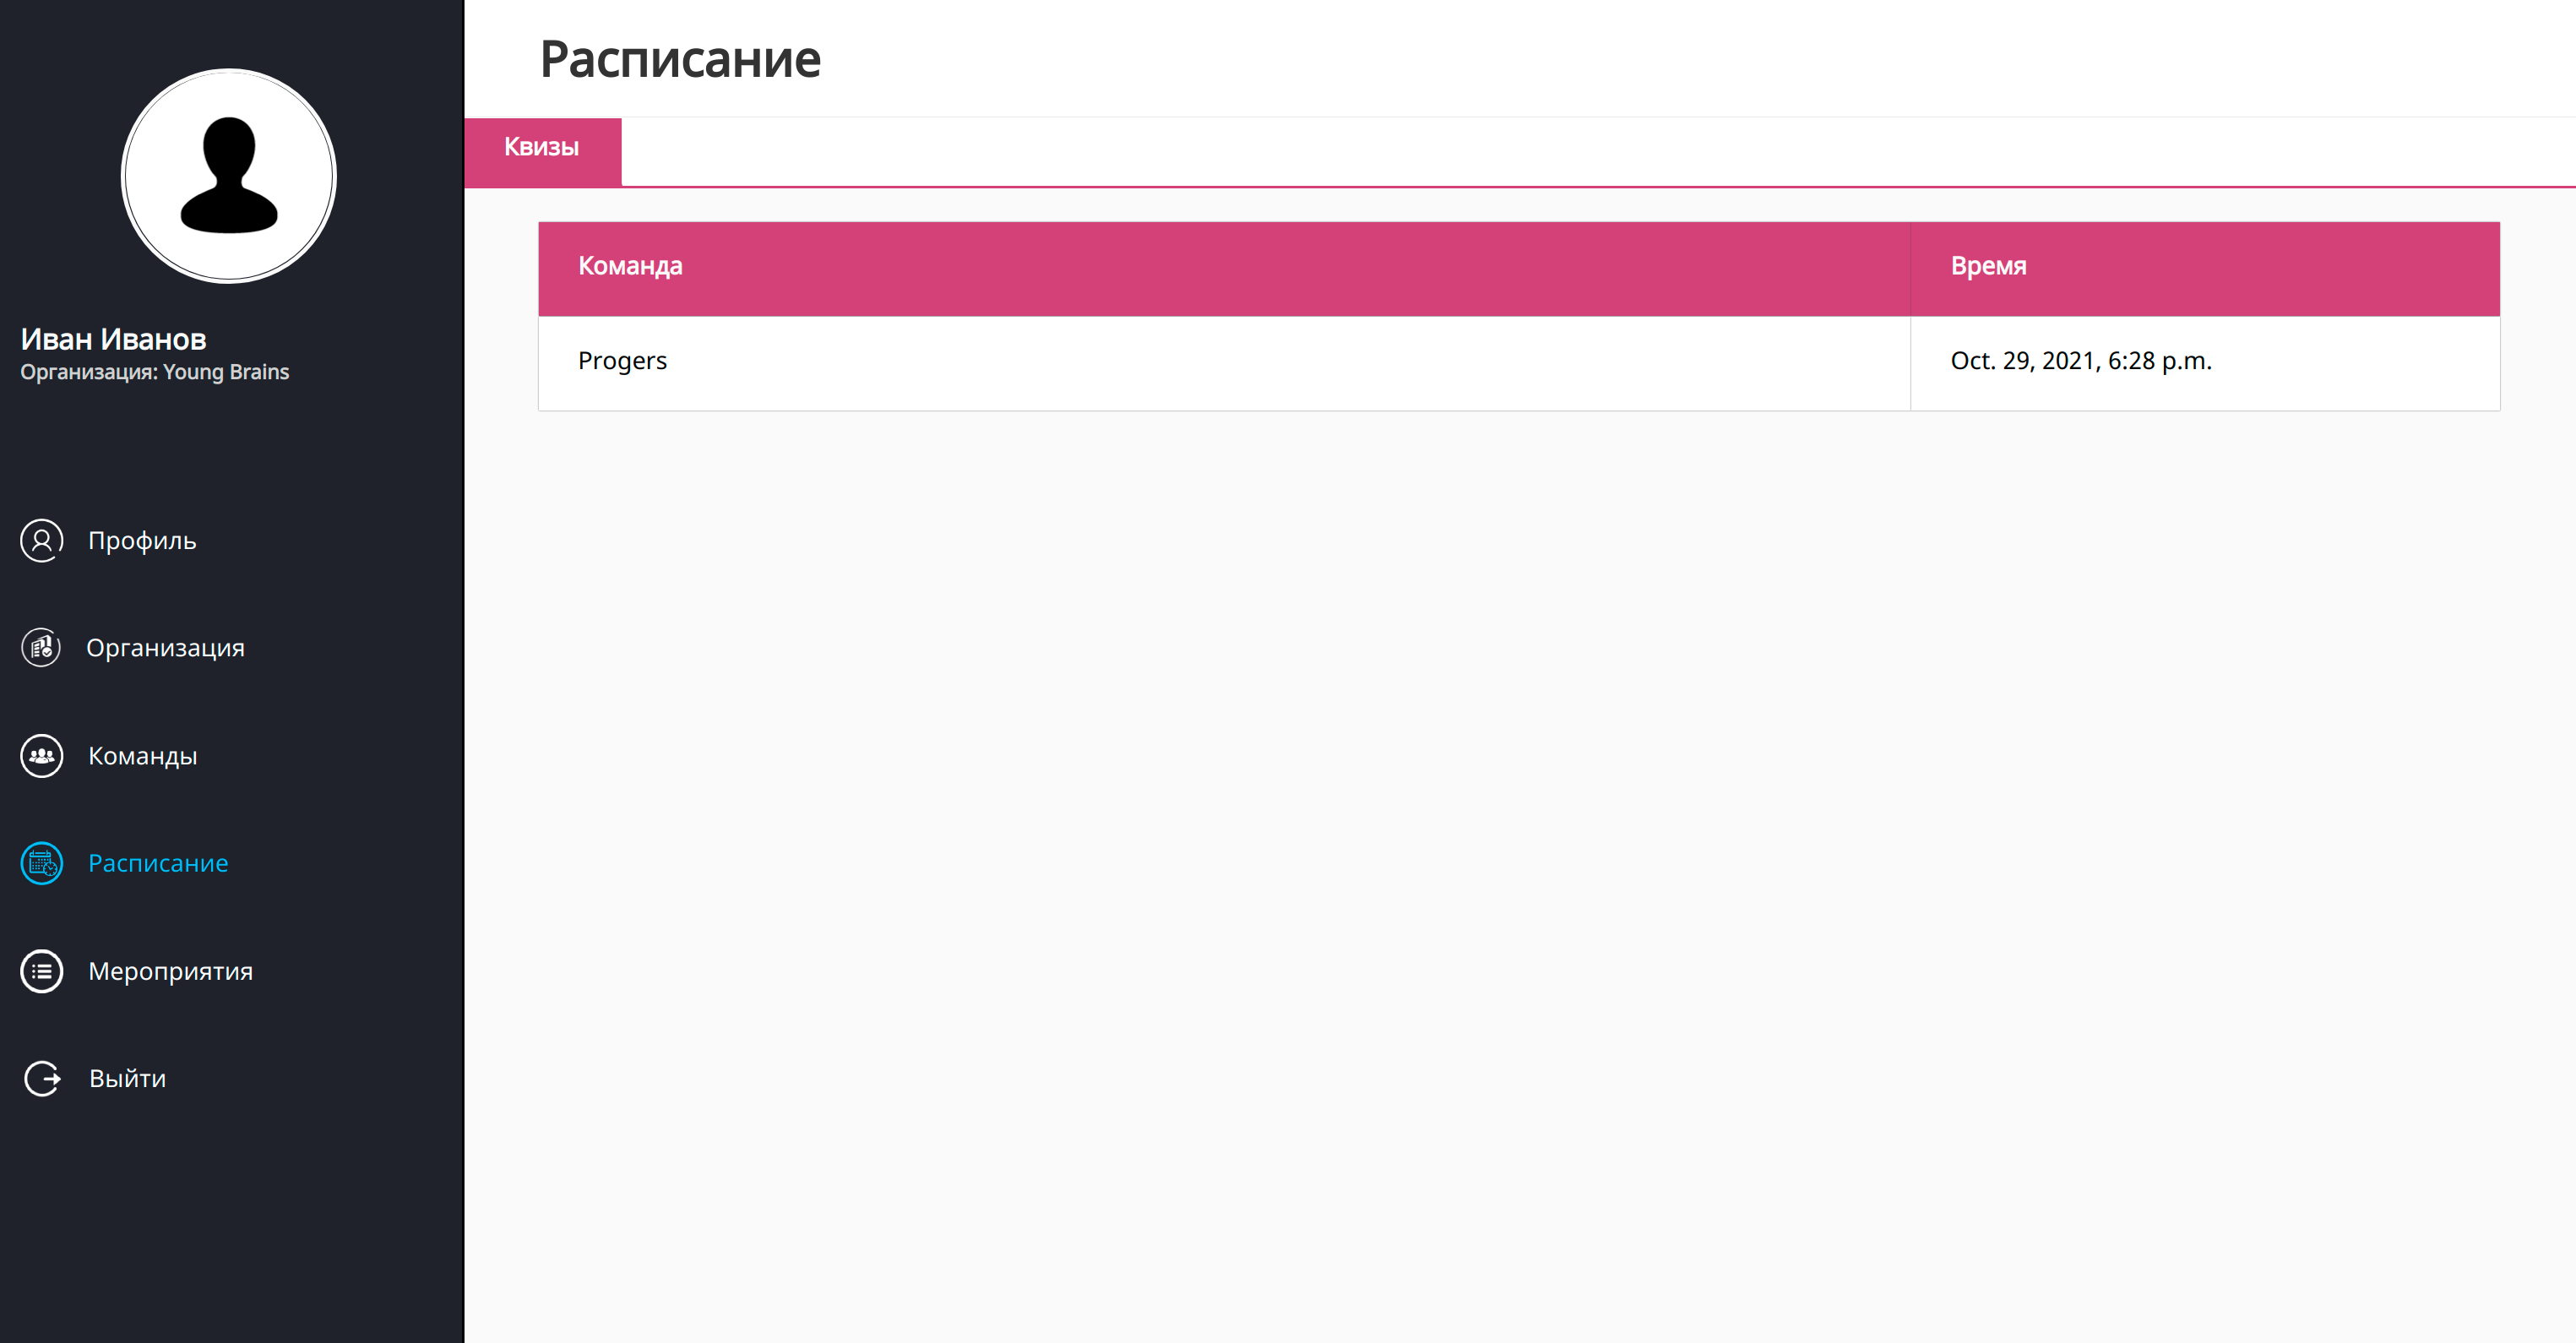 Иван Иванов
Организация: Young Brains
Профиль
Организация
Команды
Расписание
Мероприятия
Выйти
Расписание
Квизы
Команда Время
Progers Oct. 29, 2021, 6:28 p.m.